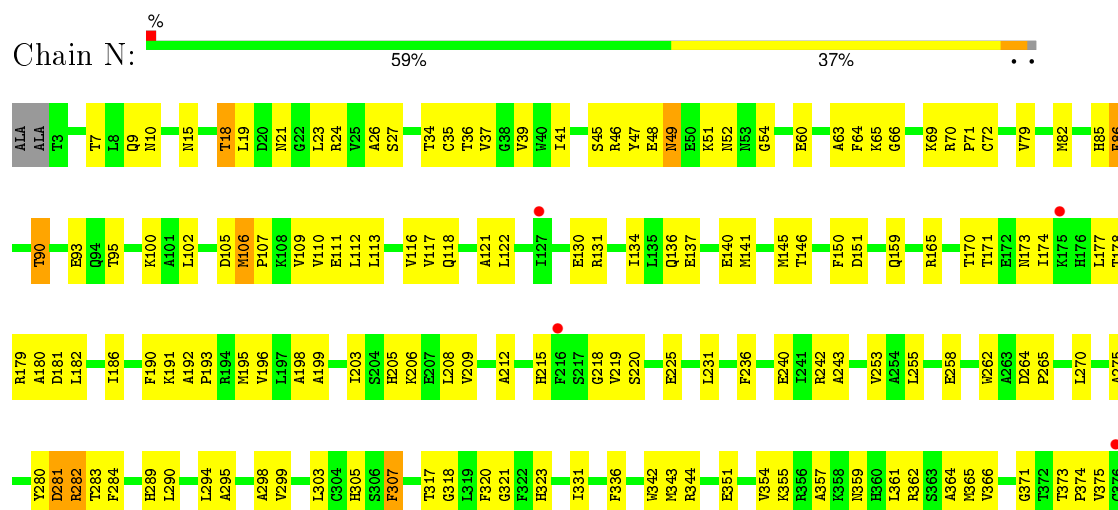 %
Chain N:
59% 37% • •
ALA ALA T3 T7 L8 Q9 N10 N15 T18 L19 D20 N21 G22 L23 R24 V25 A26 S27 T34 C35 T36 V37 G38 V39 W40 I41 S45 R46 Y47 E48 N49 E50 K51 N52 N53 G54 E60 A63 F64 K65 G66 K69 R70 P71 C72 V79 M82 H85 E86
T90 E93 Q94 T95 K100 A101 L102 D105 M106 P107 K108 V109 V110 E111 L112 L113 V116 V117 Q118 A121 L122 I127 E130 R131 I134 L135 Q136 E137 E140 M141 M145 T146 F150 D151 Q159 R165 T170 T171 E172 N173 I174 K175 H176 L177 T178
R179 A180 D181 L182 I186 F190 K191 A192 P193 R194 M195 V196 L197 A198 A199 I203 S204 H205 K206 E207 L208 V209 A212 H215 F216 S217 G218 V219 S220 E225 L231 F236 E240 I241 R242 A243 V253 A254 L255 E258 W262 A263 D264 P265 L270 A275
Y280 D281 R282 T283 F284 H289 L290 L294 A295 A298 V299 L303 C304 H305 S306 F307 T317 G318 L319 F320 G321 F322 H323 I331 F336 W342 M343 R344 E351 V354 K355 R356 A357 K358 N359 H360 L361 R362 S363 A364 M365 V366 G371 T372 T373 P374 V375 C376